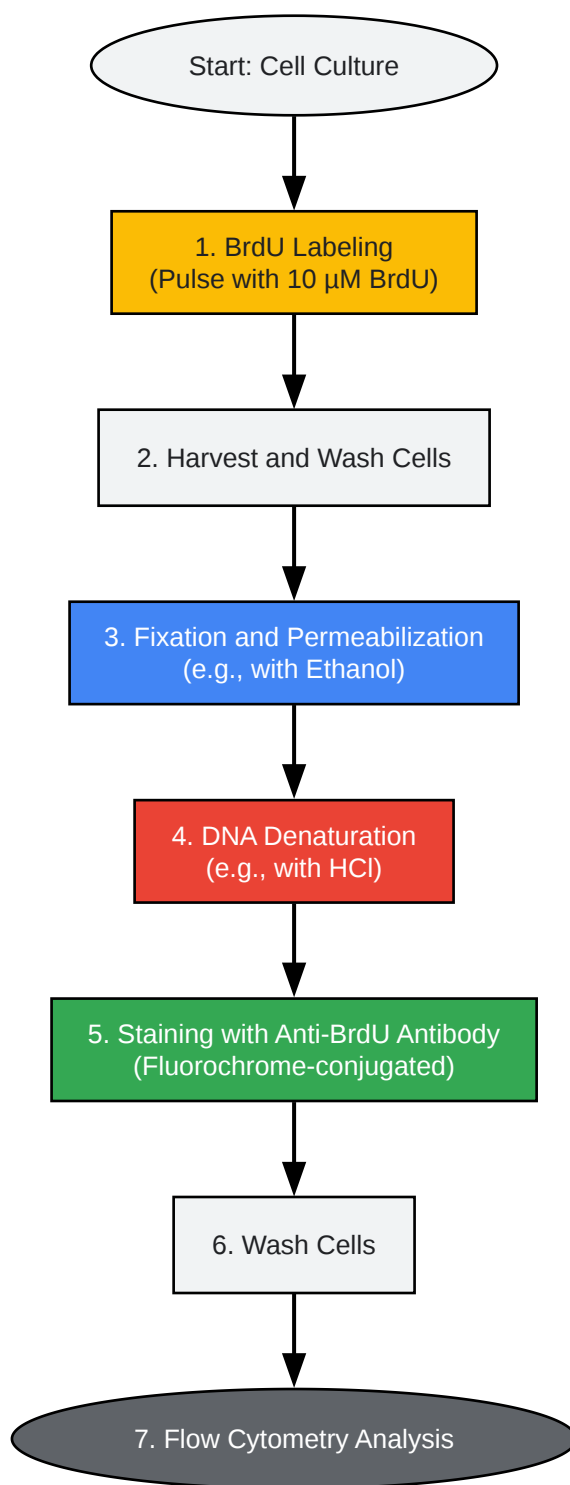 Start: Cell Culture
1. BrdU Labeling
(Pulse with 10 µM BrdU)
2. Harvest and Wash Cells
3. Fixation and Permeabilization
(e.g., with Ethanol)
4. DNA Denaturation
(e.g., with HCl)
5. Staining with Anti-BrdU Antibody
(Fluorochrome-conjugated)
6. Wash Cells
7. Flow Cytometry Analysis